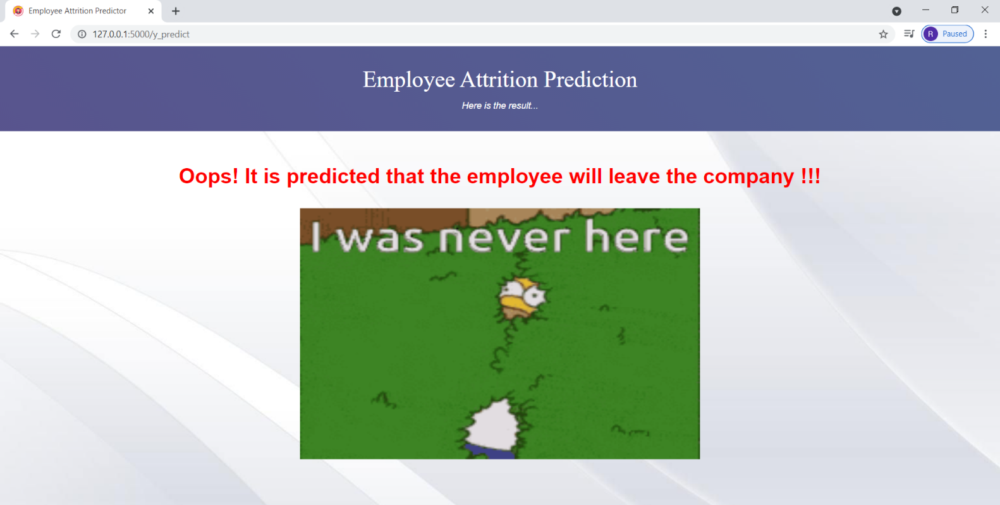 Employee Attrition Predictor
127.0.0.1:5000/y_predict
R Paused
Employee Attrition Prediction
Here is the result...
Oops! It is predicted that the employee will leave the company !!!
I was never here